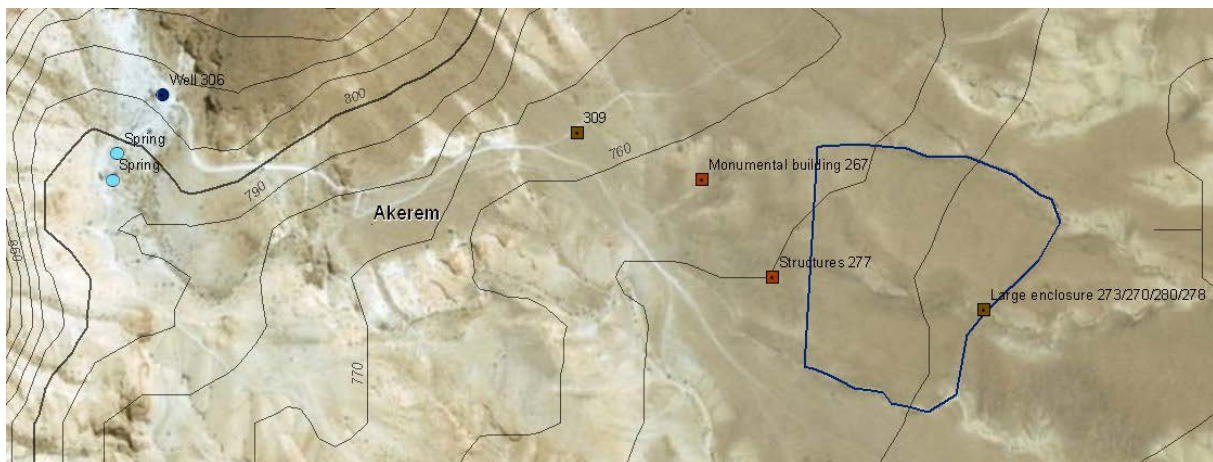 Well 306
800
309
Spring
760
Spring
Monumental building 267
790
Akerem
860
Structures 277
Large enclosure 273/270/280/278
770